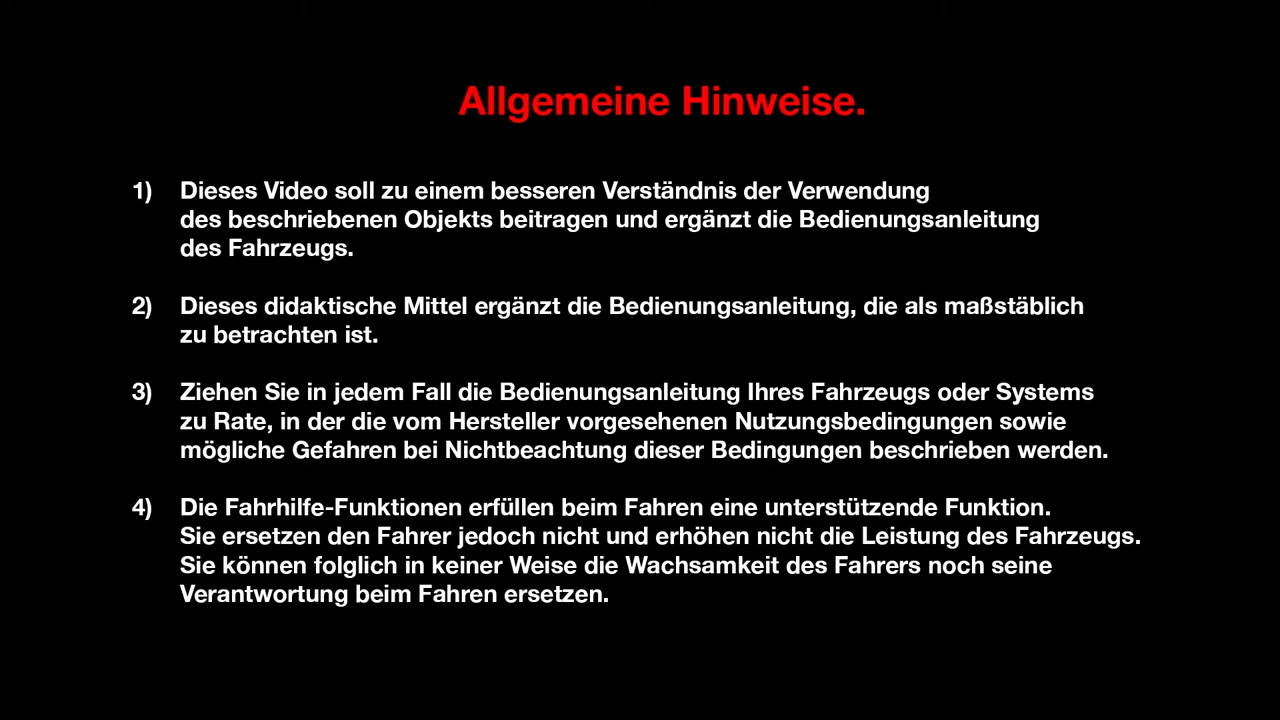 Allgemeine Hinweise.
1) Dieses Video soll zu einem besseren Verständnis der Verwendung
des beschriebenen Objekts beitragen und ergänzt die Bedienungsanleitung
des Fahrzeugs.
2) Dieses didaktische Mittel ergänzt die Bedienungsanleitung, die als maßstäblich
zu betrachten ist.
3) Ziehen Sie in jedem Fall die Bedienungsanleitung Ihres Fahrzeugs oder Systems
zu Rate, in der die vom Hersteller vorgesehenen Nutzungsbedingungen sowie
mögliche Gefahren bei Nichtbeachtung dieser Bedingungen beschrieben werden.
4) Die Fahrhilfe-Funktionen erfüllen beim Fahren eine unterstützende Funktion.
Sie ersetzen den Fahrer jedoch nicht und erhöhen nicht die Leistung des Fahrzeugs.
Sie können folglich in keiner Weise die Wachsamkeit des Fahrers noch seine
Verantwortung beim Fahren ersetzen.